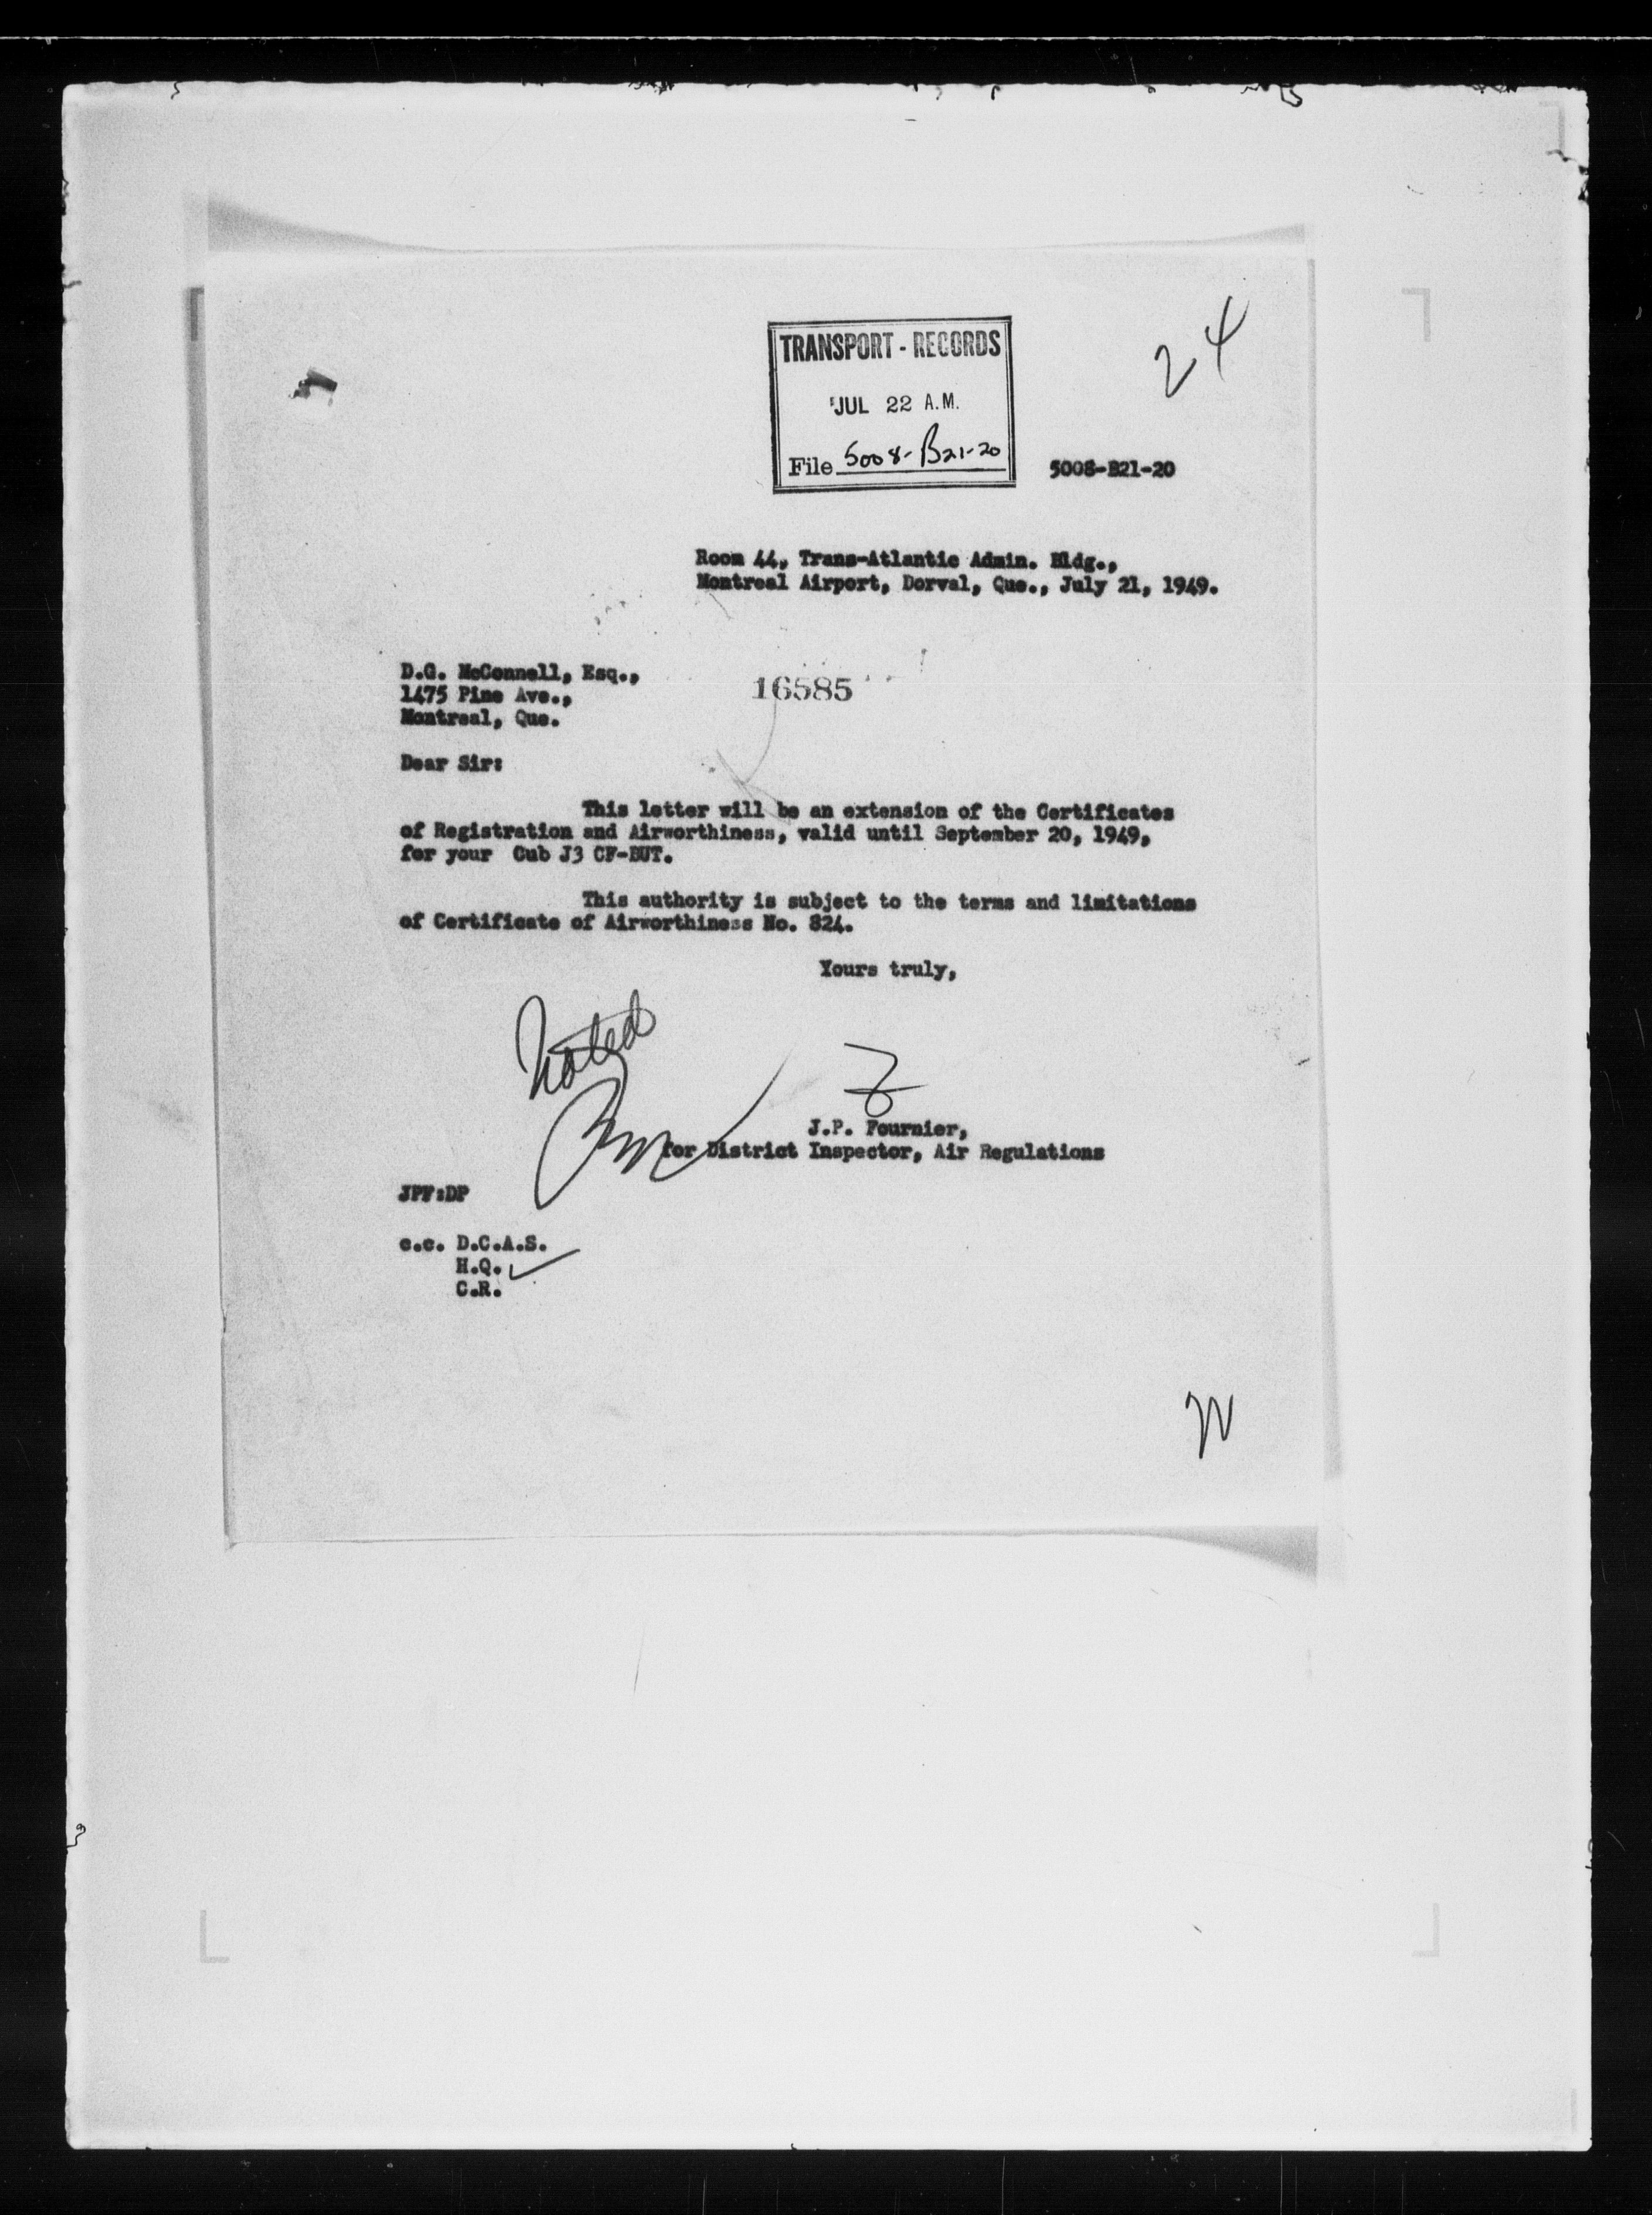 24
TRANSPORT - RECORDS
JUL 22 A.M.
File 5008-B21-20
5008-B21-20
Room 44, Trans-Atlantic Admin. Bldg.,
Montreal Airport, Dorval, Que., July 21, 1949.
D.G. McConnell, Esq.,
1475 Pine Ave.,
Montreal, Que.
16585
Dear Sir:
This letter will be an extension of the Certificates
of Registration and Airworthiness, valid until September 20, 1949,
for your Cub J3 CF-BUT.
This authority is subject to the terms and limitations
of Certificate of Airworthiness No. 824.
Yours truly,
Noted
J.P. Fournier,
for District Inspector, Air Regulations
JPF:DP
c.c. D.C.A.S.
H.Q.
C.R.